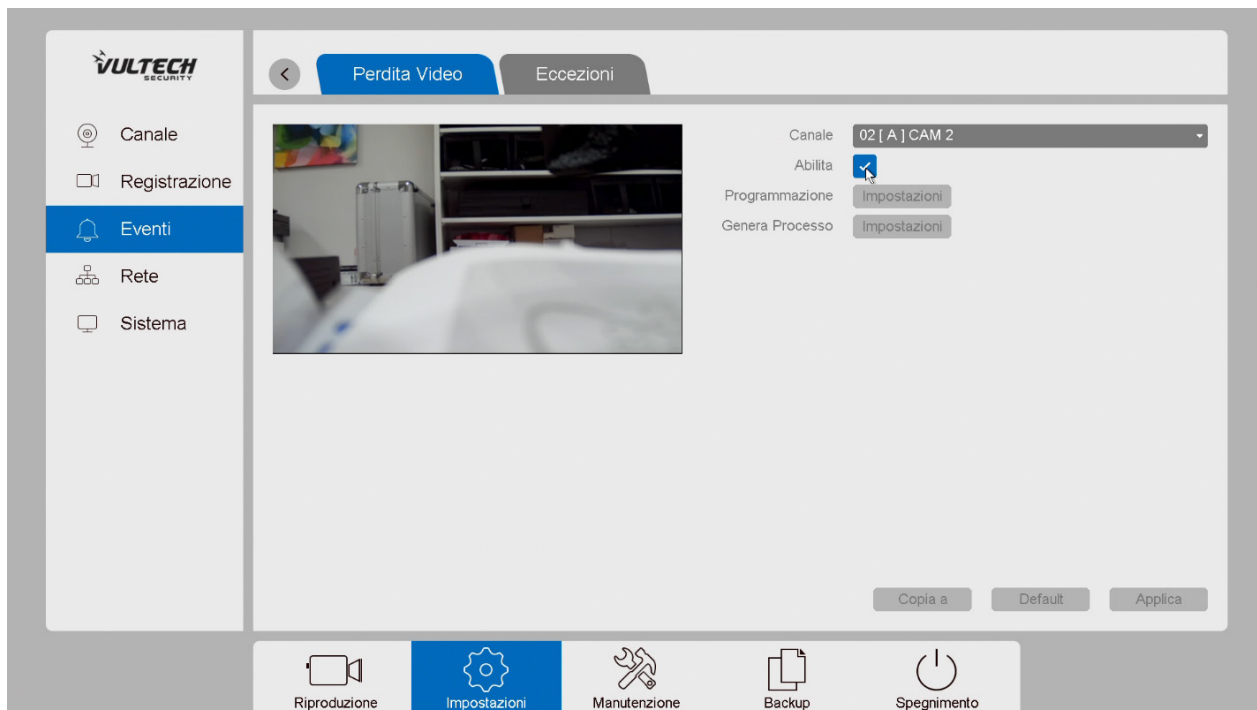 VULTECH
SECURITY
Perdita Video
Eccezioni
Canale
Registrazione
Eventi
Rete
Sistema
Canale 02 [ A ] CAM 2
Abilita
Programmazione Impostazioni
Genera Processo Impostazioni
Copia a Default Applica
Riproduzione Impostazioni Manutenzione Backup Spegnimento